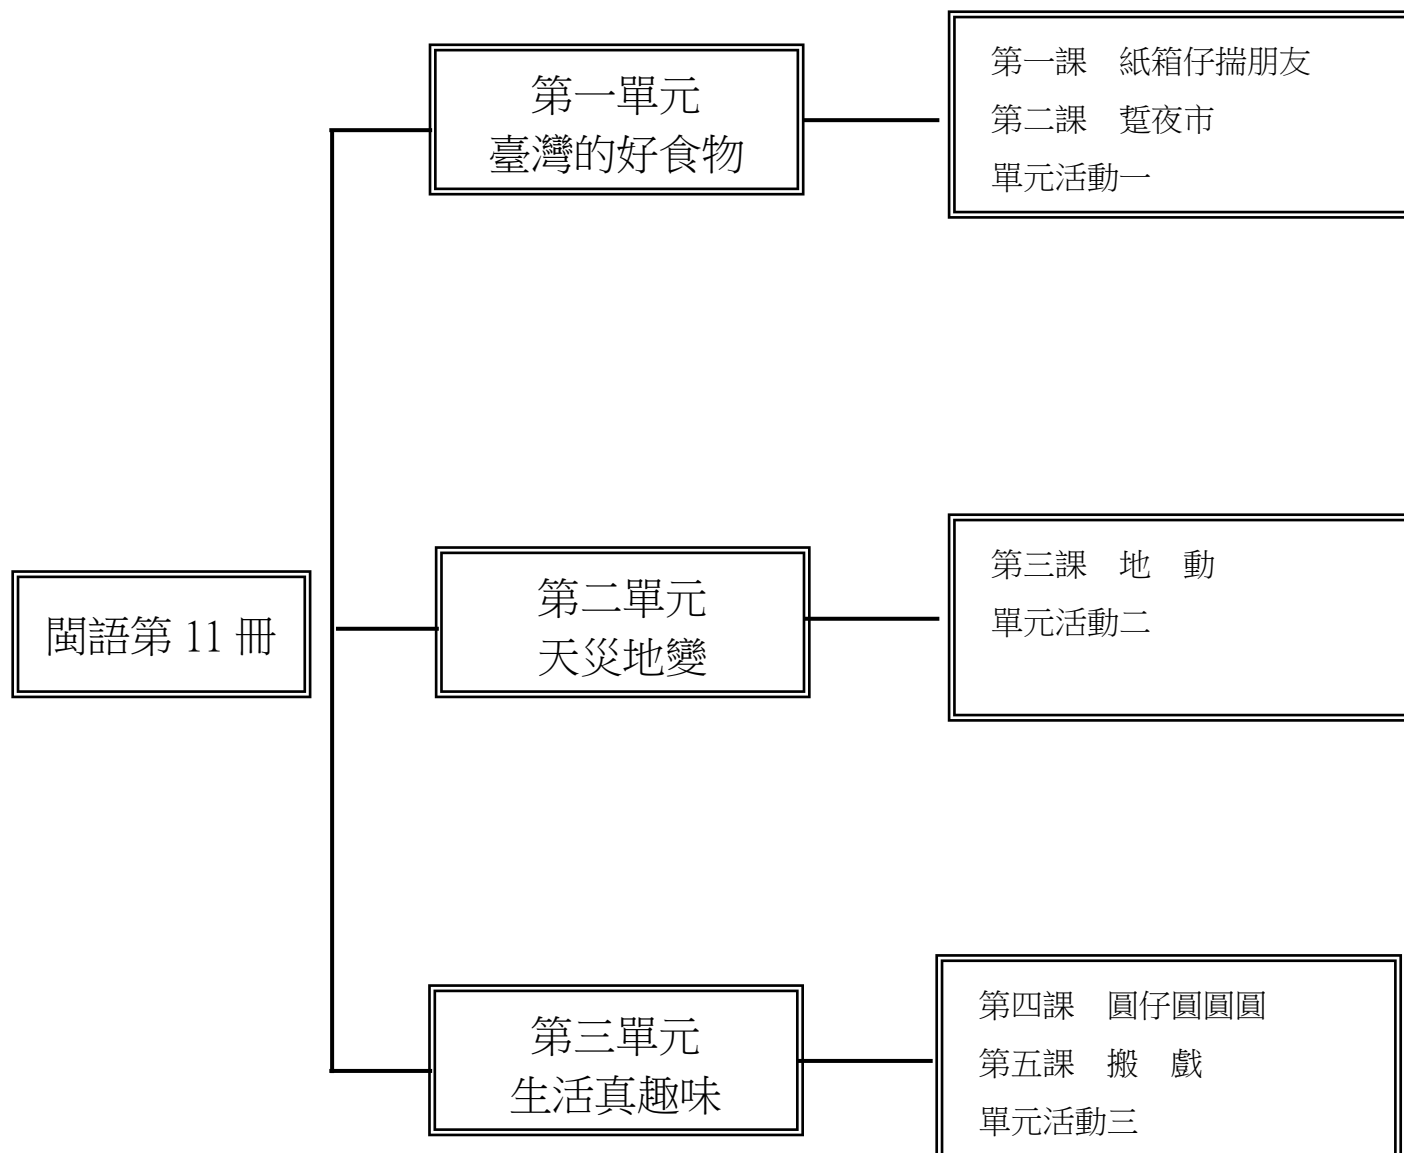 第一單元
臺灣的好食物
第一課　紙箱仔揣朋友
第二課　踅夜市
單元活動一
閩語第 11 冊
第二單元
天災地變
第三課　地　動
單元活動二
第三單元
生活真趣味
第四課　圓仔圓圓圓
第五課　搬　戲
單元活動三